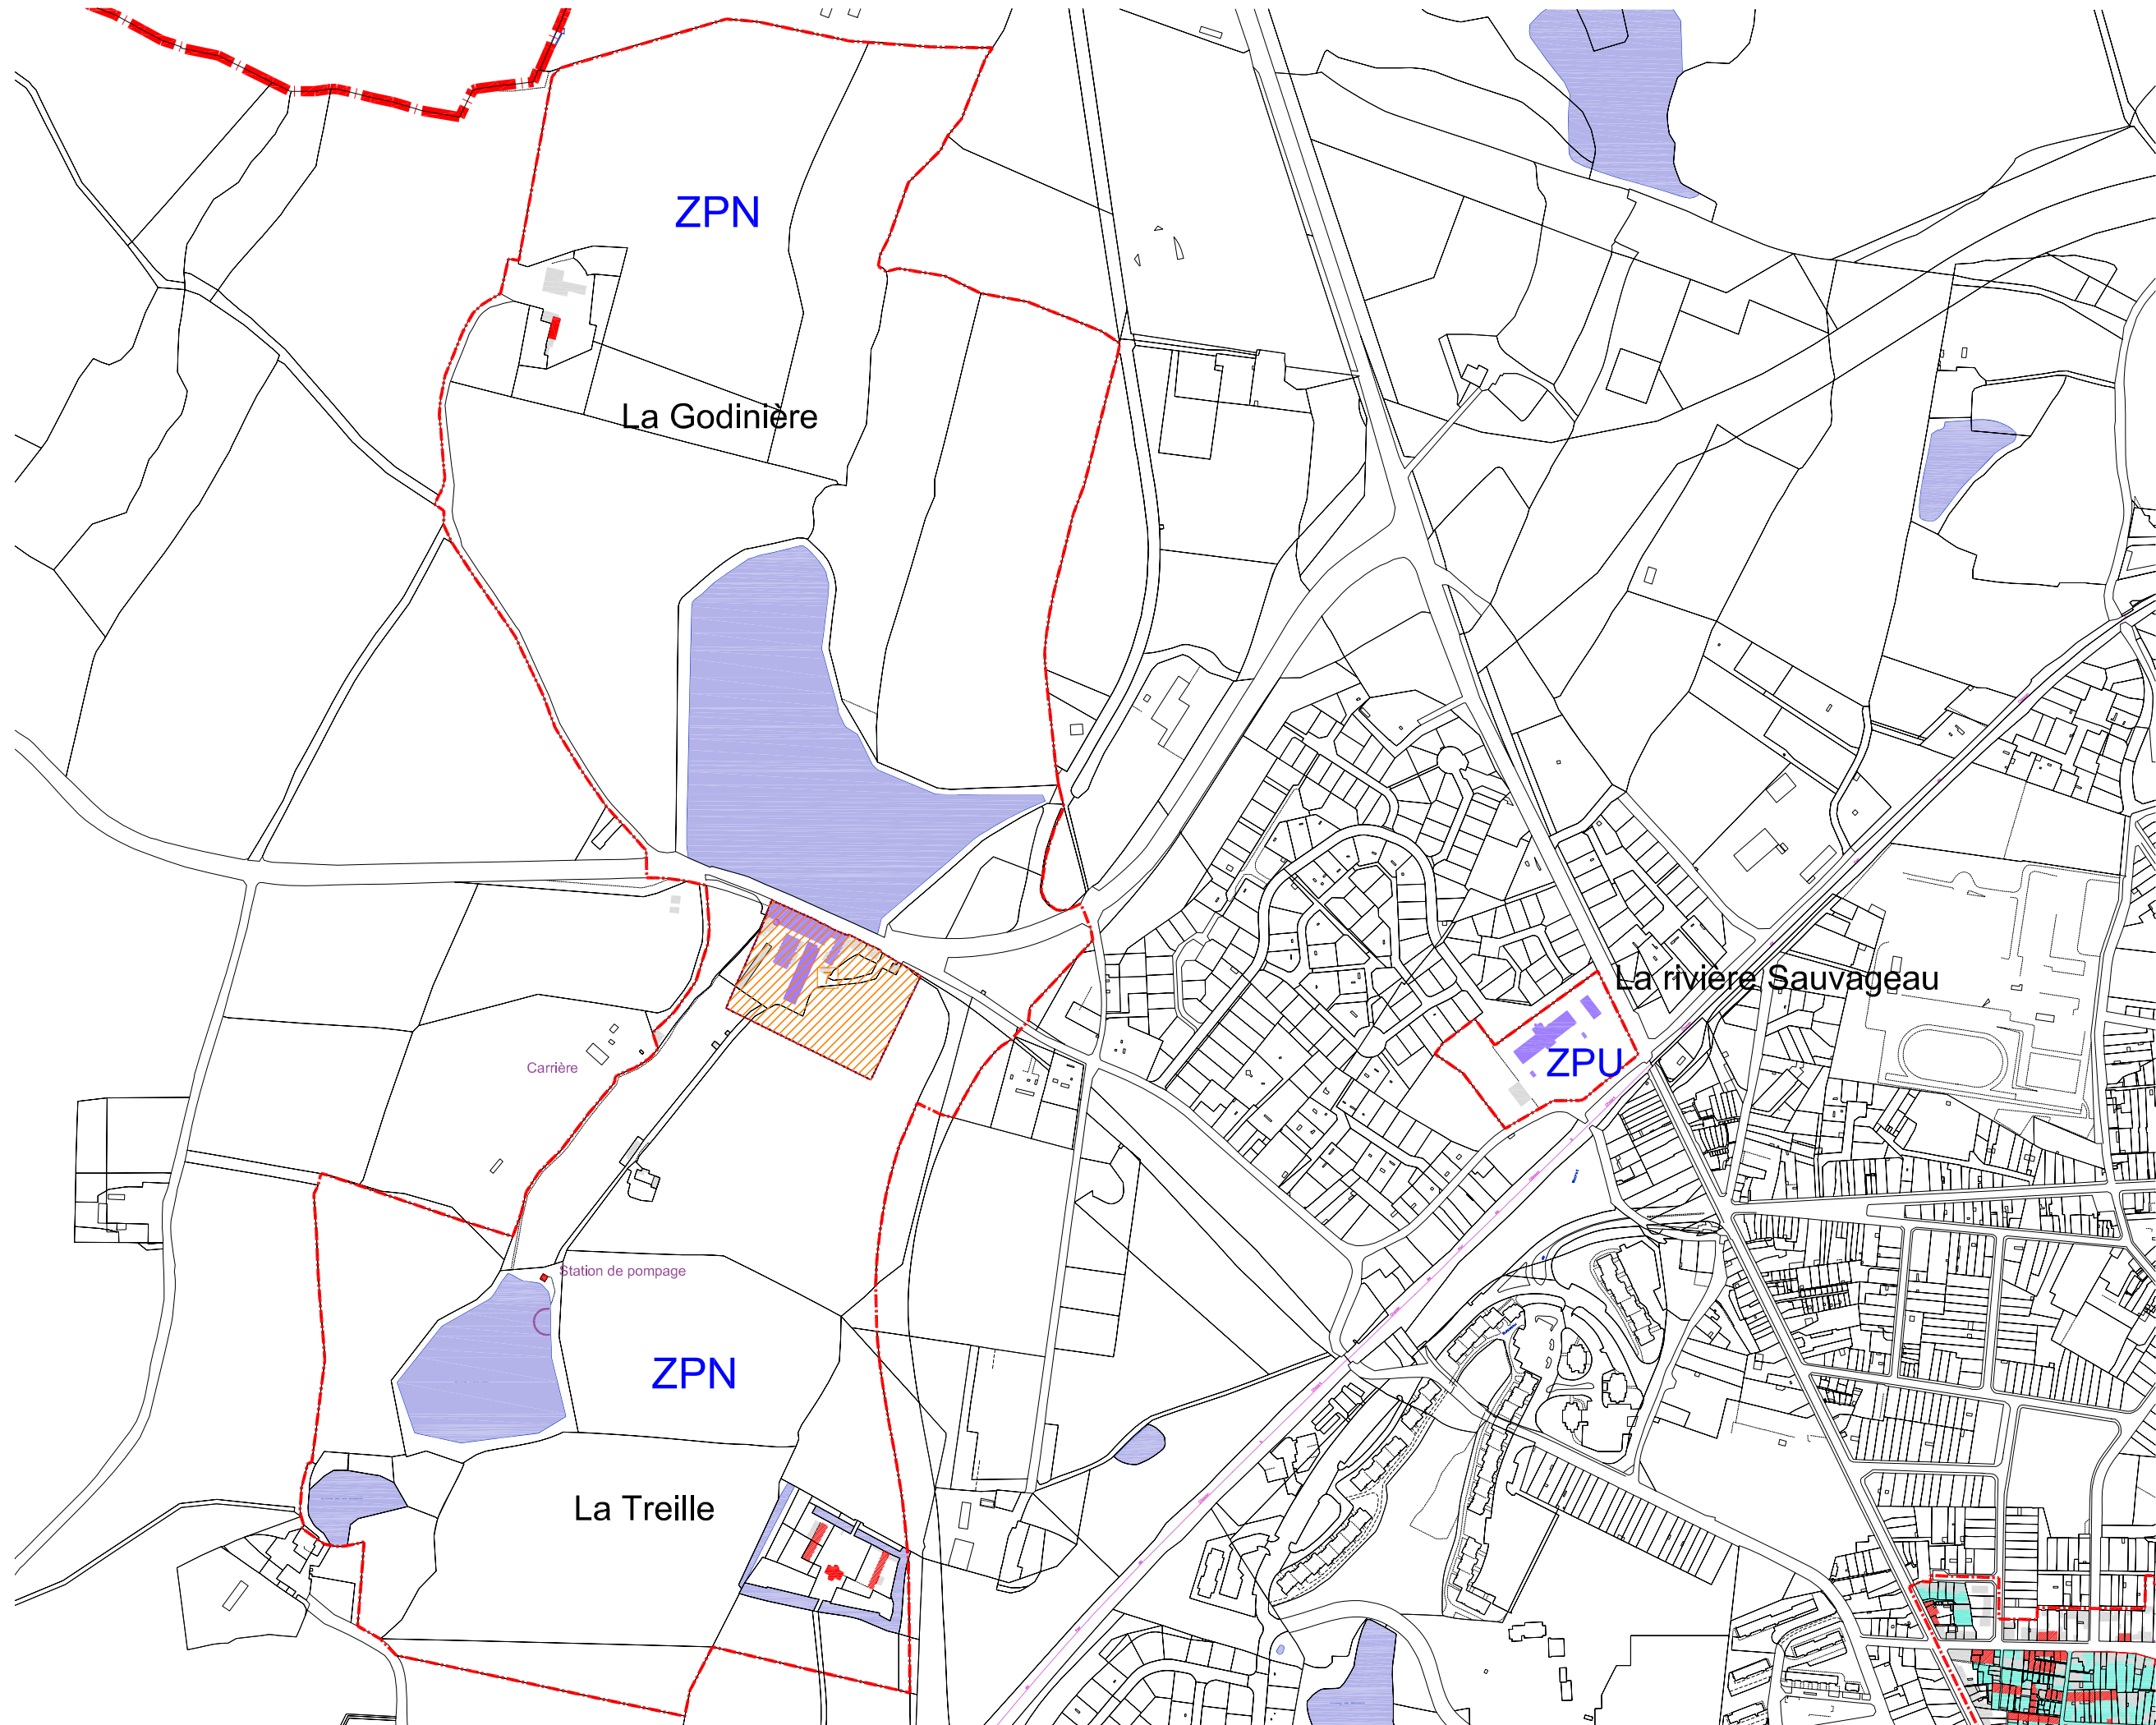 ZPN
La Godinière
La rivière Sauvageau
ZPU
Carrière
Station de pompage
ZPN
La Treille